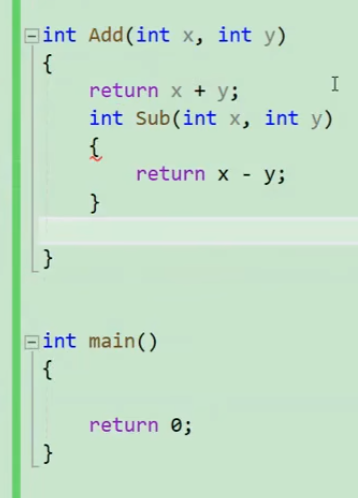 int Add(int x, int y)
{
    return x + y;
    int Sub(int x, int y)
    {
        return x - y;
    }
}
int main()
{
    return 0;
}